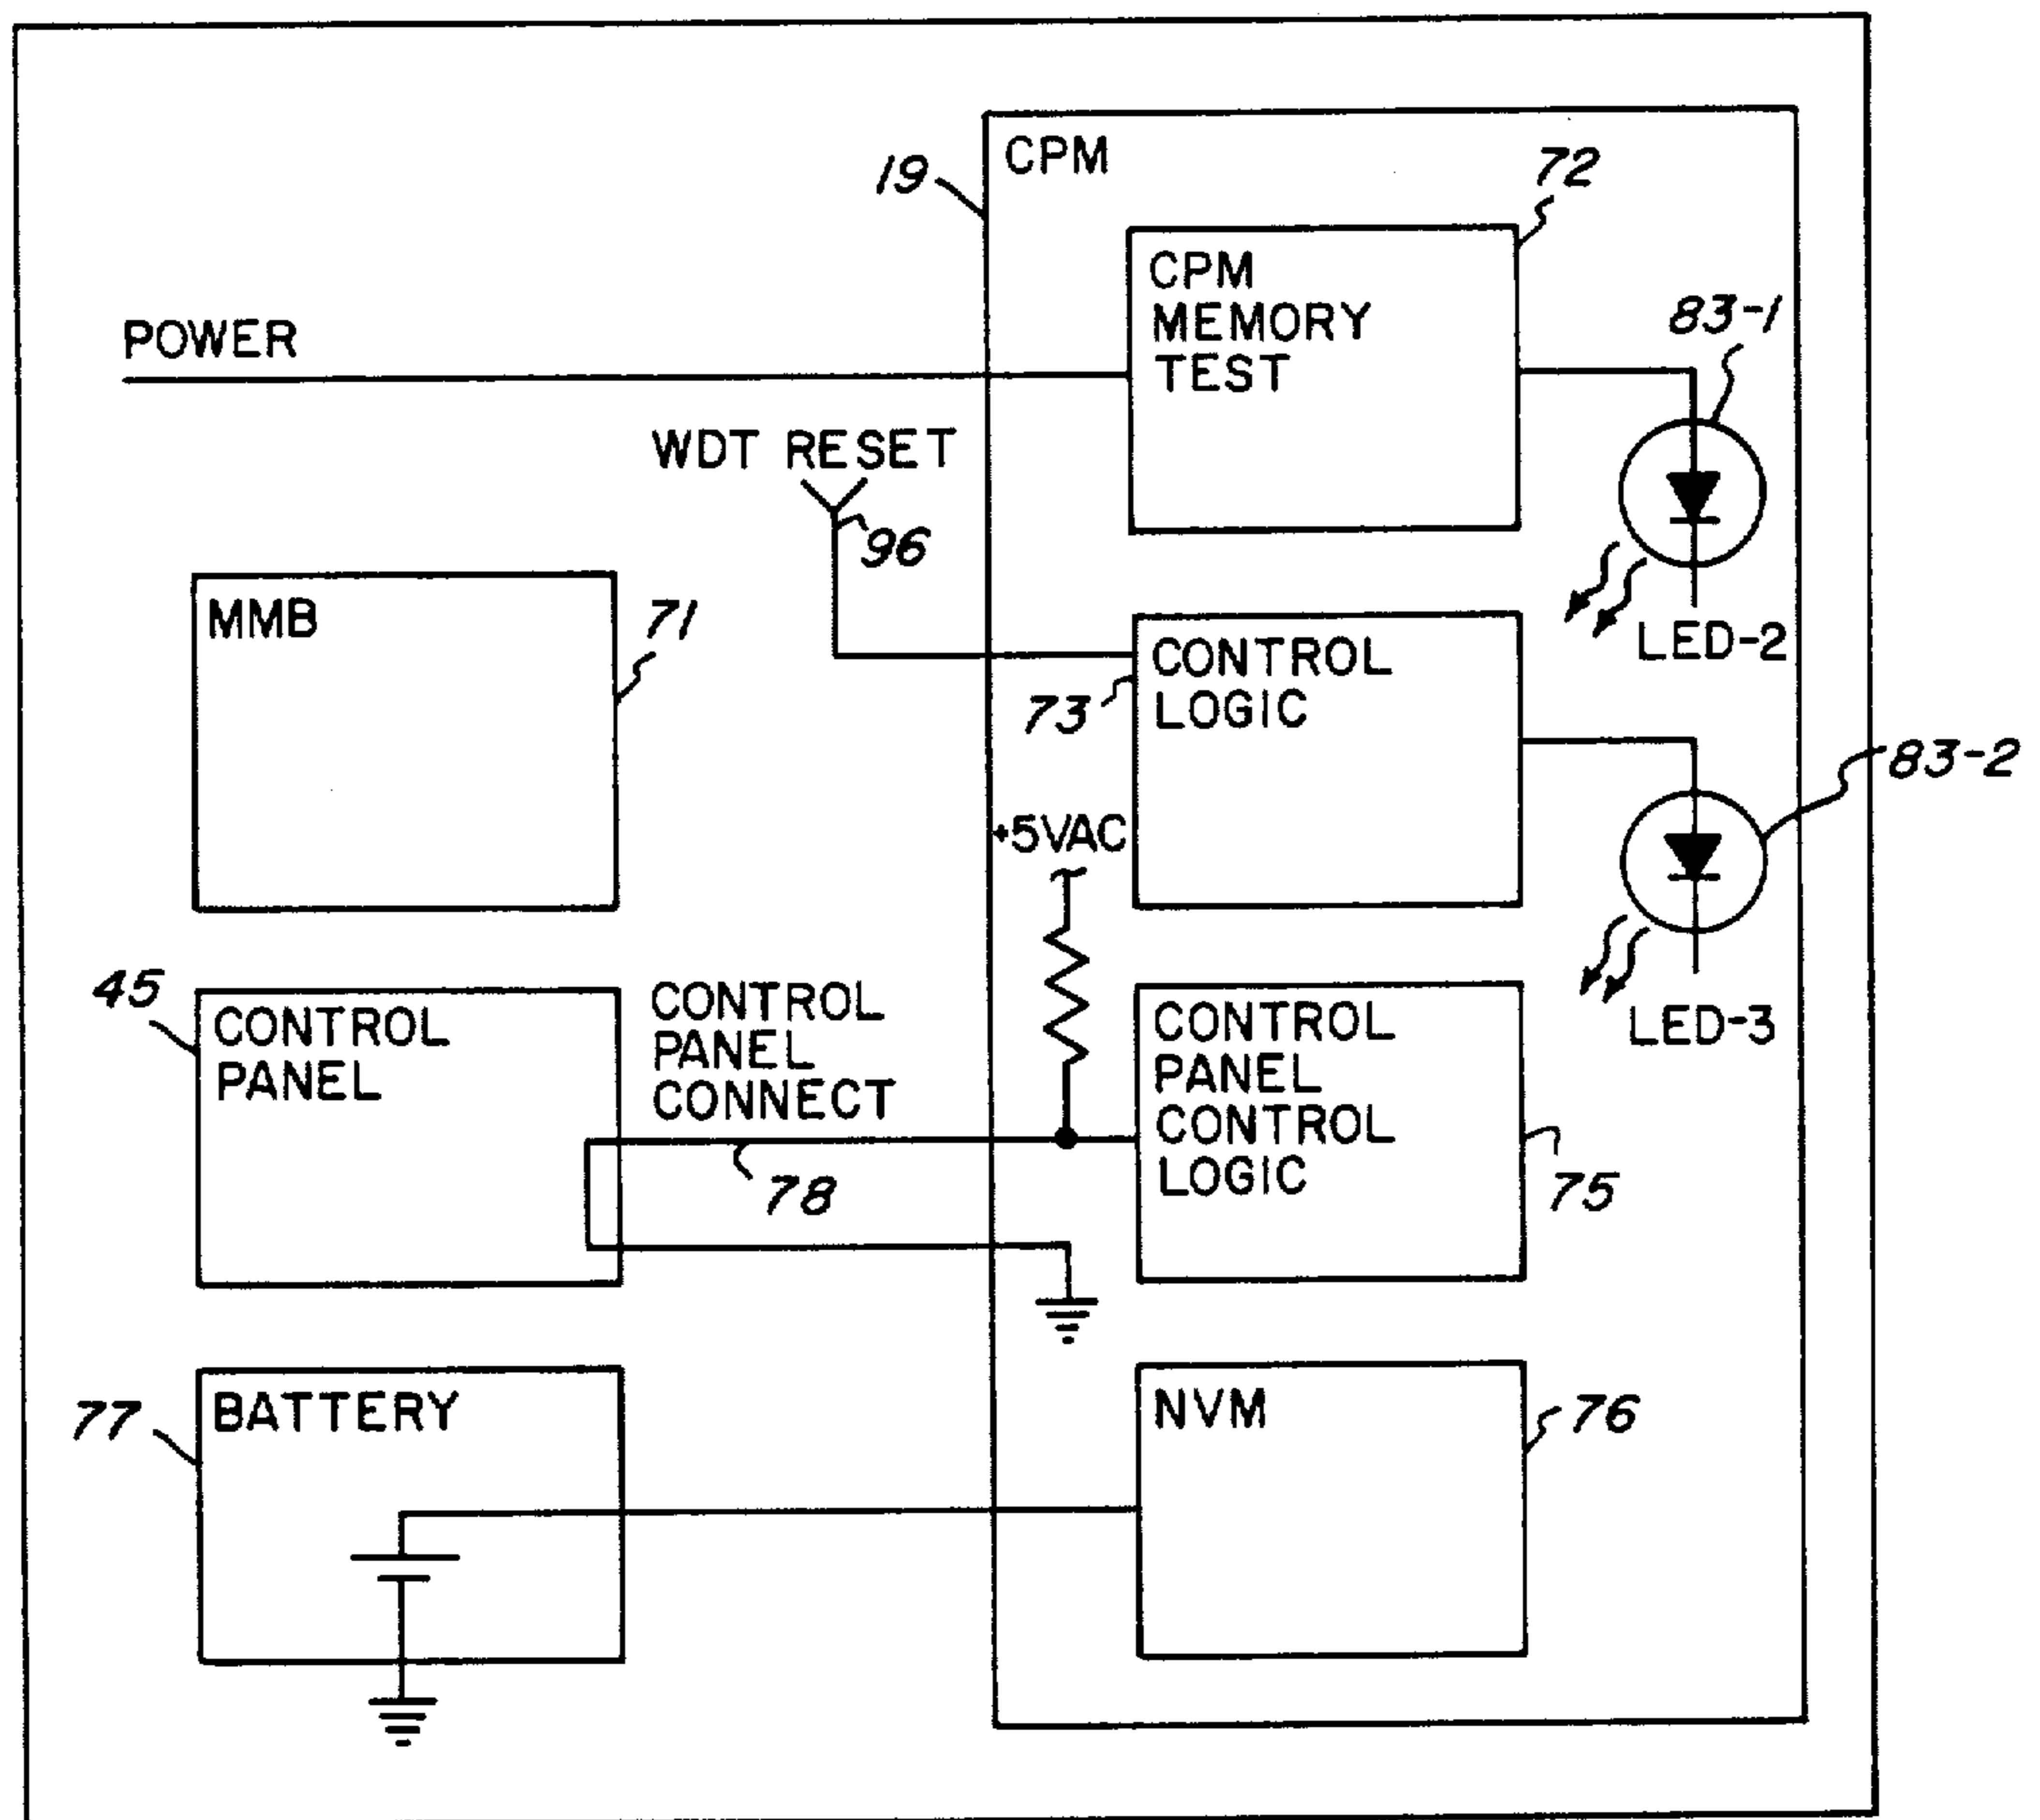 CPM
19
72
CPM
MEMORY
TEST
83-1
POWER
WDT RESET
96
LED-2
MMB
71
CONTROL
LOGIC
73
83-2
+5VAC
LED-3
45
CONTROL
PANEL
CONTROL
PANEL
CONNECT
78
CONTROL
PANEL
CONTROL
LOGIC
75
77
BATTERY
NVM
76